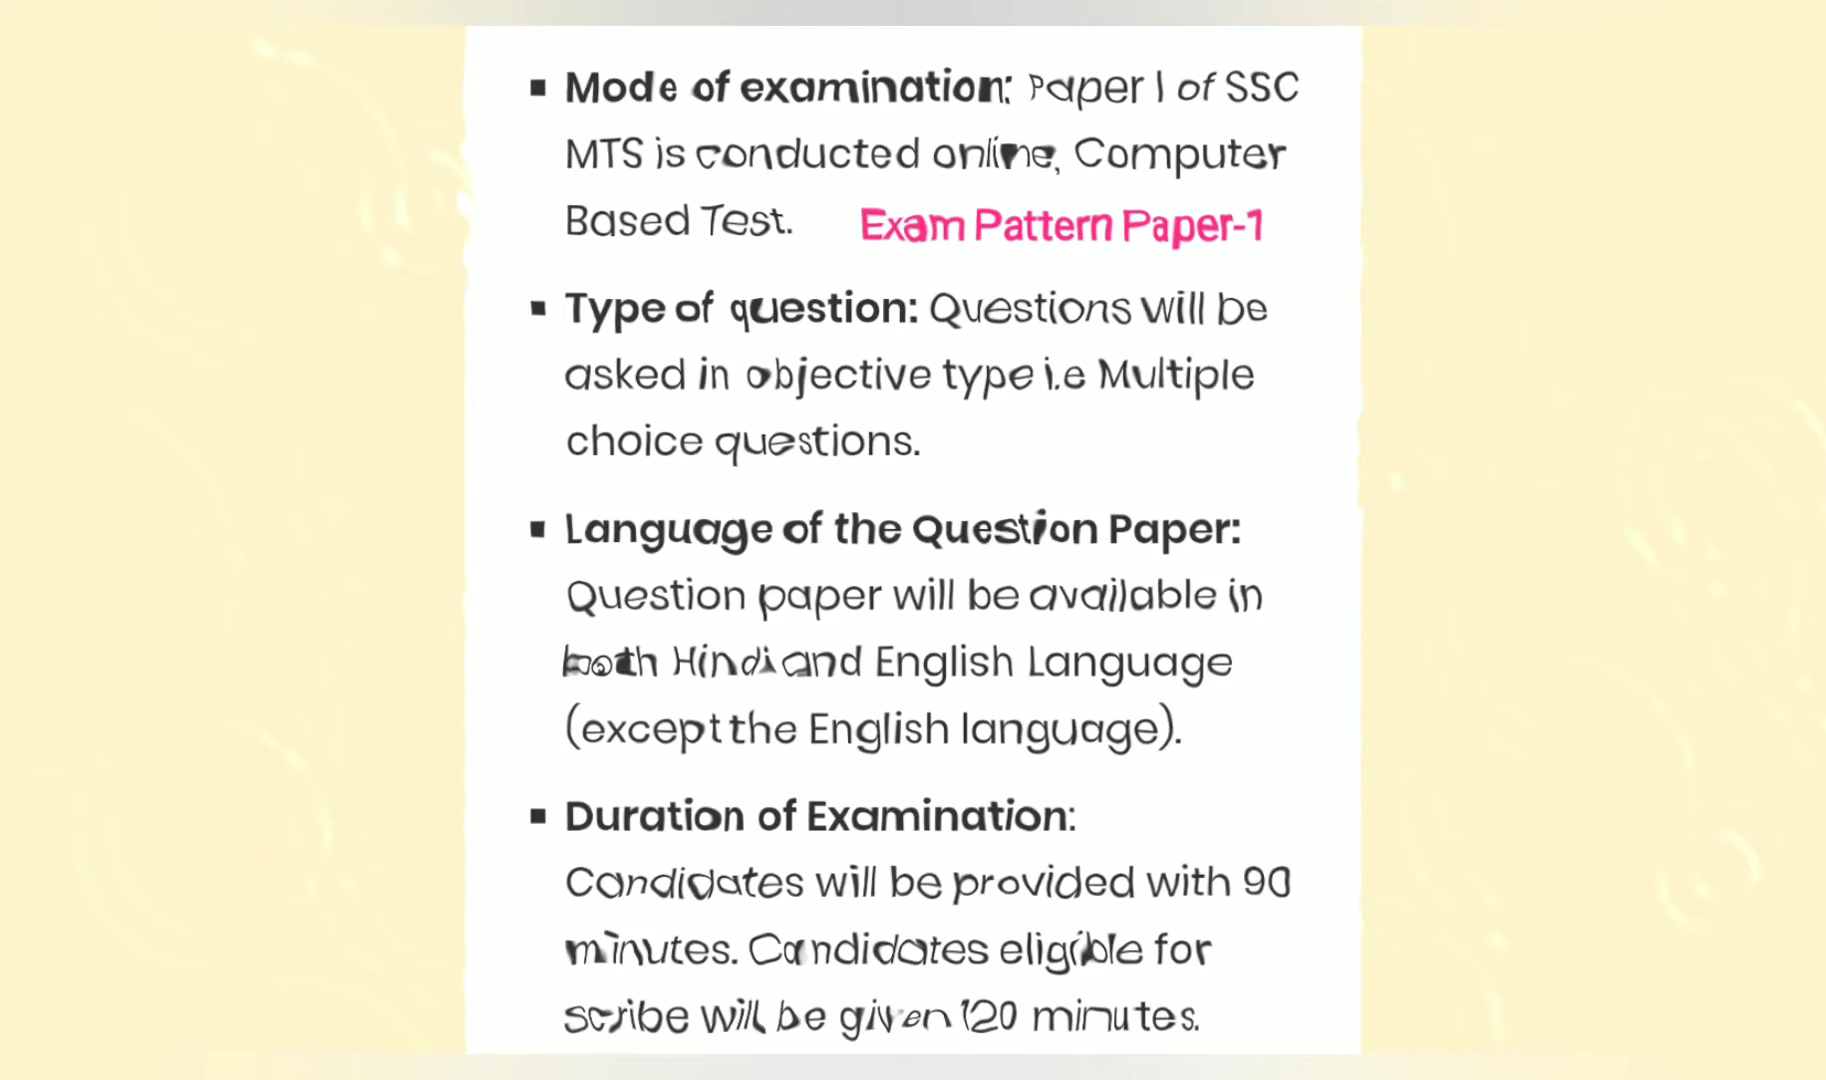 ▪ Mode of examination: Paper I of SSC
MTS is conducted online, Computer
Based Test. Exam Pattern Paper-1
▪ Type of question: Questions will be
asked in objective type i.e Multiple
choice questions.
▪ Language of the Question Paper:
Question paper will be available in
both Hindi and English Language
(except the English language).
▪ Duration of Examination:
Candidates will be provided with 90
minutes. Candidates eligible for
scribe will be given 120 minutes.